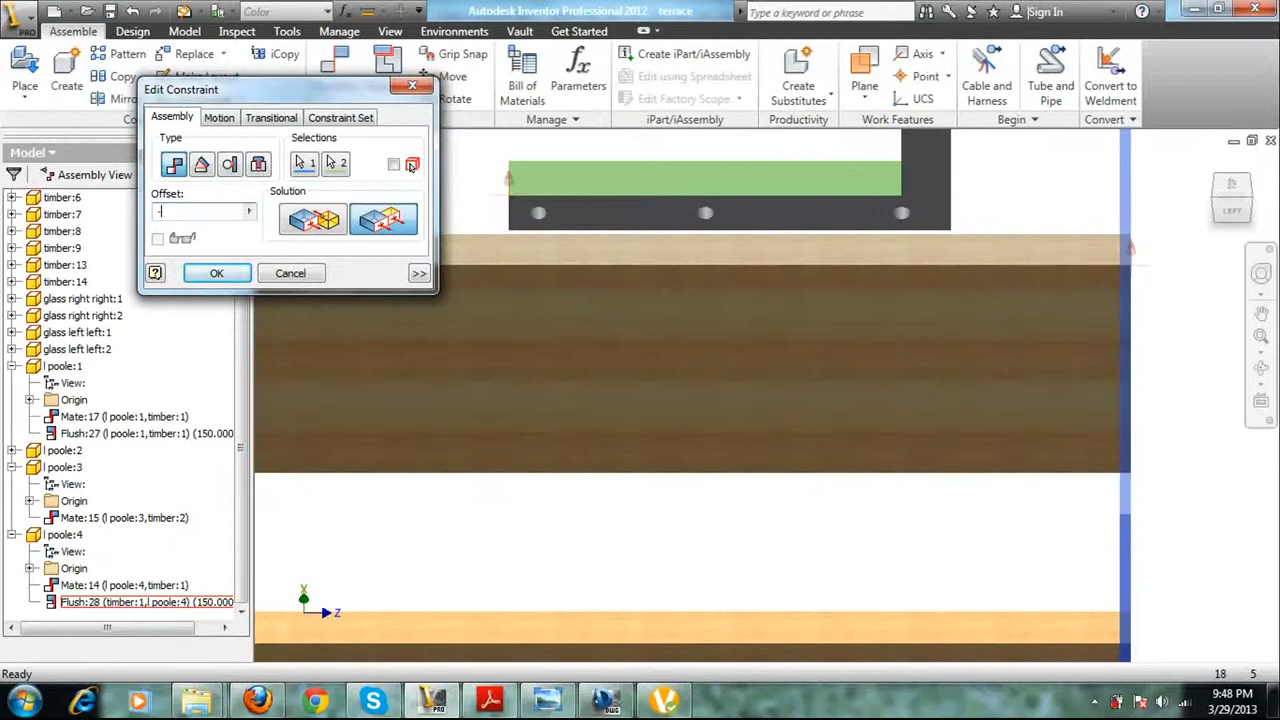 Color
Autodesk Inventor Professional 2012 terrace
Type a keyword or phrase
Sign In
PRO
Assemble Design Model Inspect Tools Manage View Environments Vault Get Started
Place
Create
Pattern
Copy
Mirr
Replace
iCopy
Grip Snap
Move
Rotate
Bill of
Materials
Parameters
Create iPart/iAssembly
Edit using Spreadsheet
Edit Factory Scope
Create
Substitutes
Plane
Axis
Point
UCS
Cable and
Harness
Tube and
Pipe
Convert to
Weldment
Manage
iPart/iAssembly
Productivity
Work Features
Begin
Convert
Edit Constraint
Assembly Motion Transitional Constraint Set
Type
Selections
1
2
Offset:
-
Solution
OK
Cancel
>>
Model
Assembly View
timber:6
timber:7
timber:8
timber:9
timber:13
timber:14
glass right right:1
glass right right:2
glass left left:1
glass left left:2
l poole:1
View:
Origin
Mate:17 (l poole:1,timber:1)
Flush:27 (l poole:1,timber:1) (150.000
l poole:2
l poole:3
View:
Origin
Mate:15 (l poole:3,timber:2)
l poole:4
View:
Origin
Mate:14 (l poole:4,timber:1)
Flush:28 (timber:1,l poole:4) (150.000
LEFT
Y
Z
Ready
18 5
9:48 PM
3/29/2013